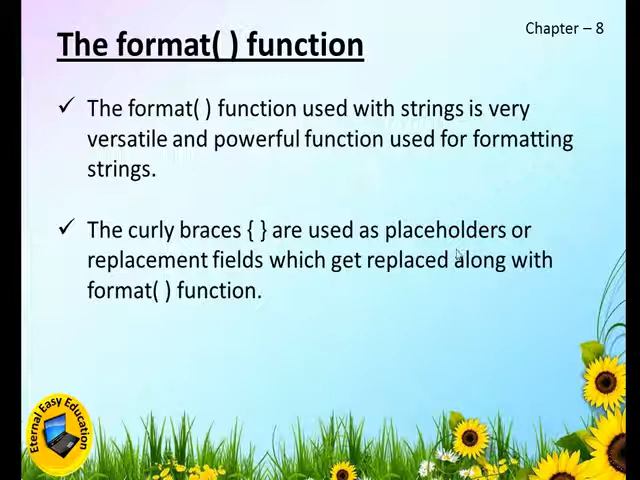 Chapter – 8
The format( ) function
✓ The format( ) function used with strings is very
versatile and powerful function used for formatting
strings.
✓ The curly braces { } are used as placeholders or
replacement fields which get replaced along with
format( ) function.
Eternal Easy Education